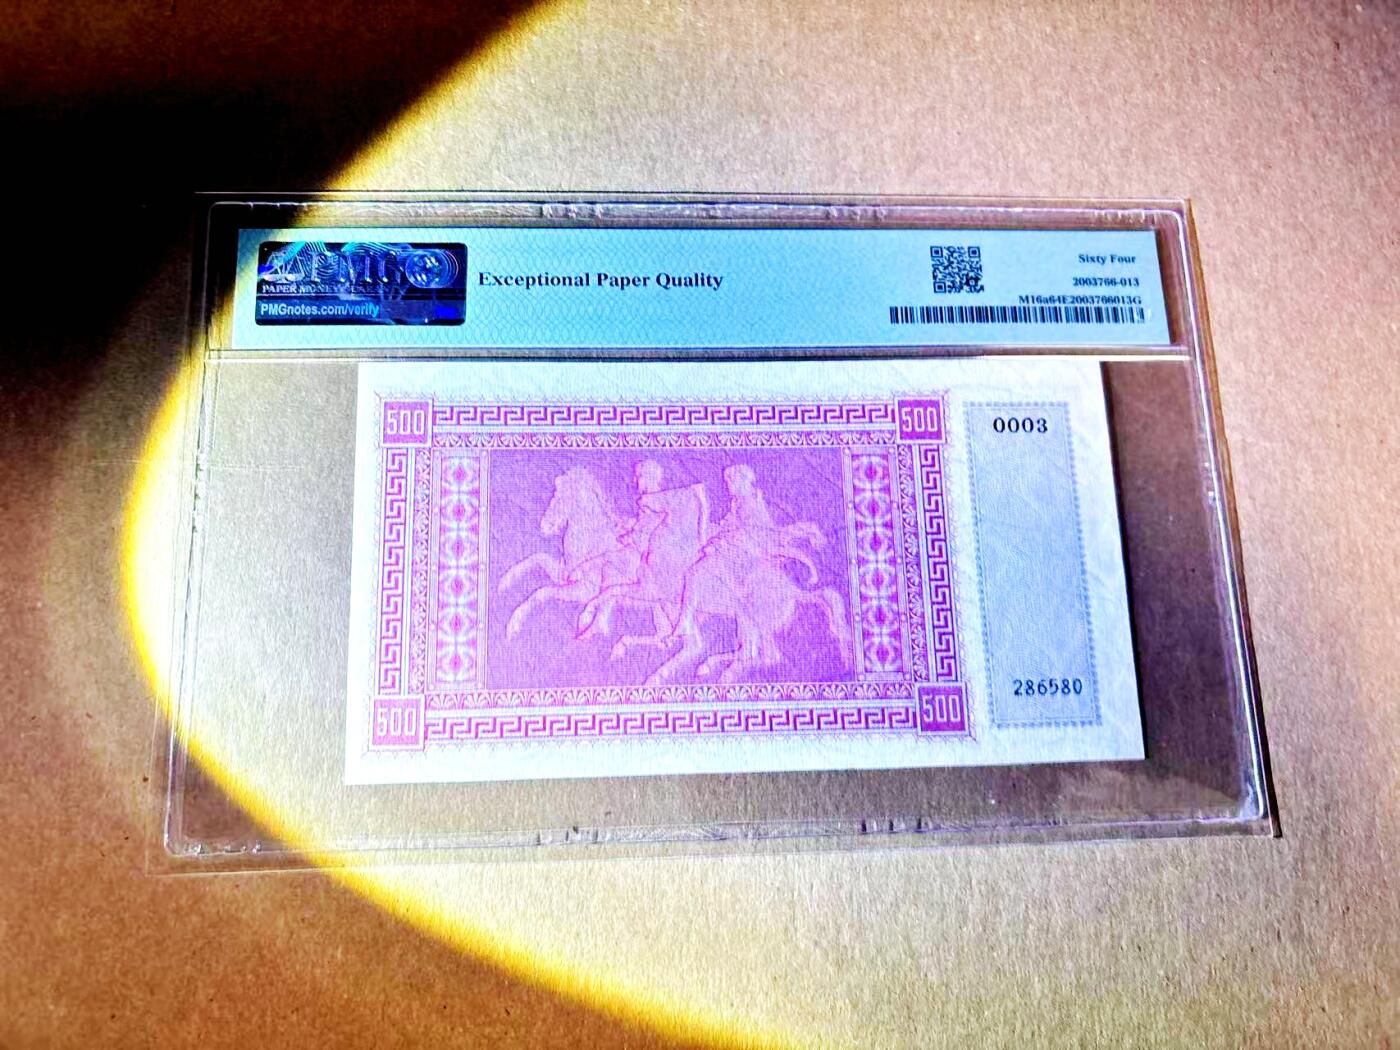 PMG
PAPER MONEY GUARANTY
PMGnotes.com/verify
Exceptional Paper Quality
Sixty Four
2003766-013
M16a64E2003766013G
500
500
0003
286580
500
500